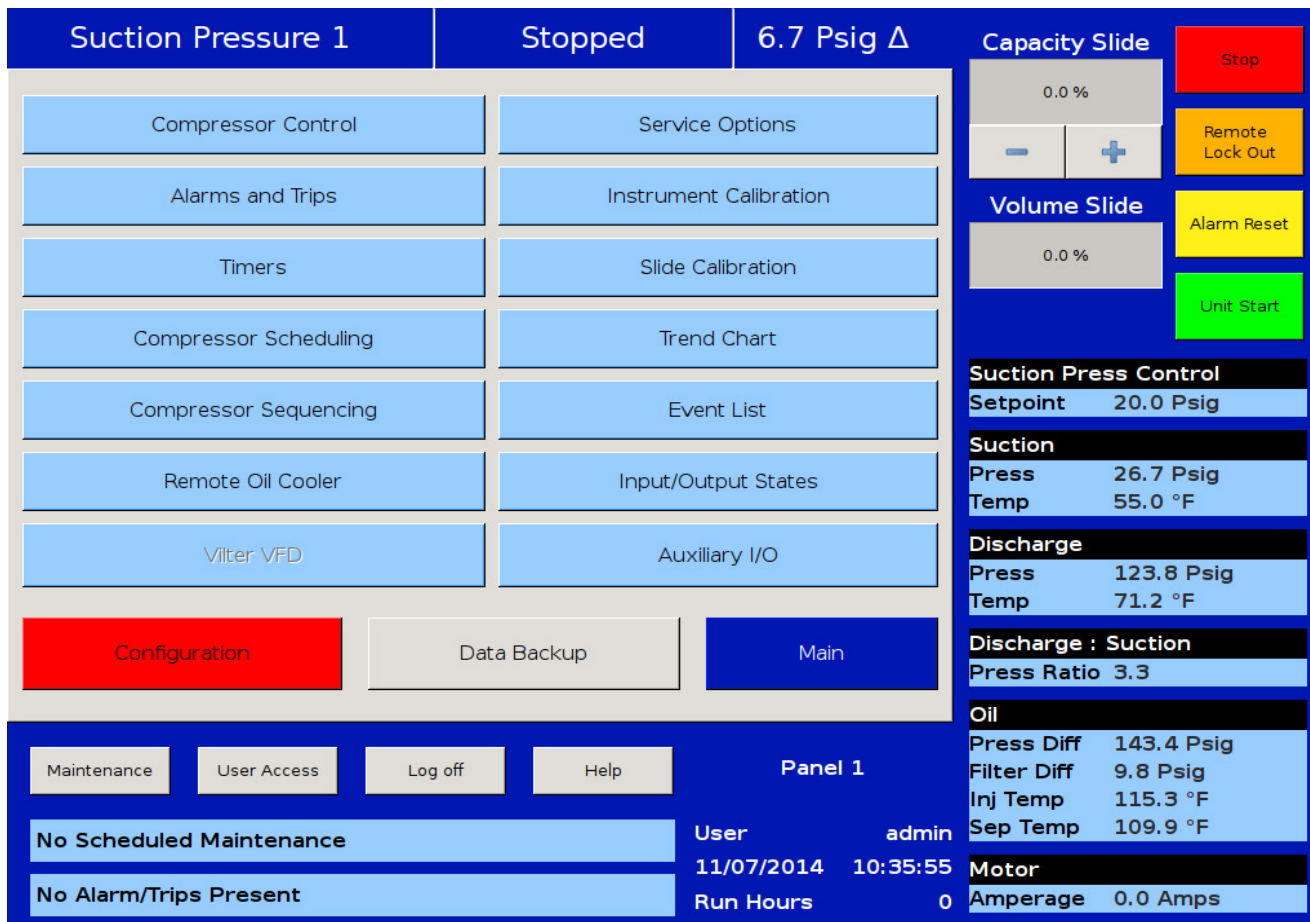 Suction Pressure 1
Stopped
6.7 Psig Δ
Compressor Control
Service Options
Alarms and Trips
Instrument Calibration
Timers
Slide Calibration
Compressor Scheduling
Trend Chart
Compressor Sequencing
Event List
Remote Oil Cooler
Input/Output States
Vilter VFD
Auxiliary I/O
Configuration
Data Backup
Main
Maintenance
User Access
Log off
Help
Panel 1
No Scheduled Maintenance
No Alarm/Trips Present
User admin
11/07/2014 10:35:55
Run Hours 0
Capacity Slide
0.0 %
Volume Slide
0.0 %
Stop
Remote
Lock Out
Alarm Reset
Unit Start
Suction Press Control
Setpoint 20.0 Psig
Suction
Press 26.7 Psig
Temp 55.0 °F
Discharge
Press 123.8 Psig
Temp 71.2 °F
Discharge : Suction
Press Ratio 3.3
Oil
Press Diff 143.4 Psig
Filter Diff 9.8 Psig
Inj Temp 115.3 °F
Sep Temp 109.9 °F
Motor
Amperage 0.0 Amps